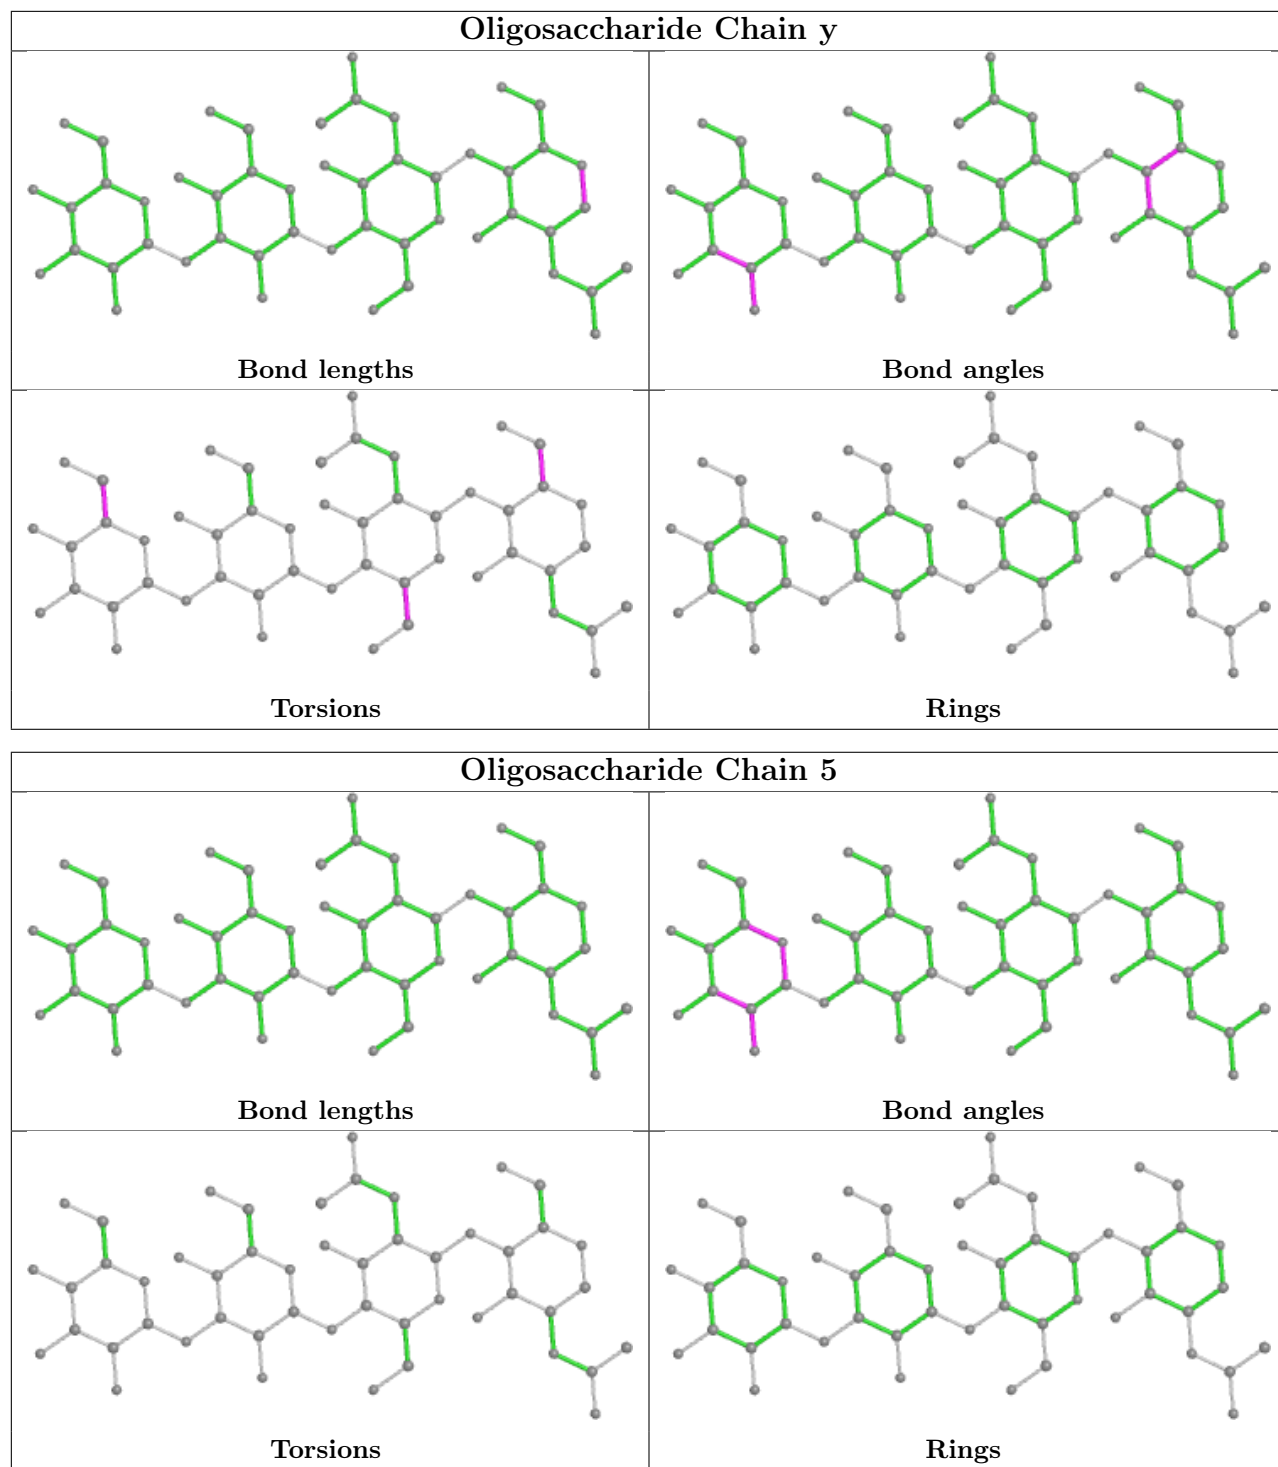 Oligosaccharide Chain y
Bond lengths
Bond angles
Torsions
Rings
Oligosaccharide Chain 5
Bond lengths
Bond angles
Torsions
Rings